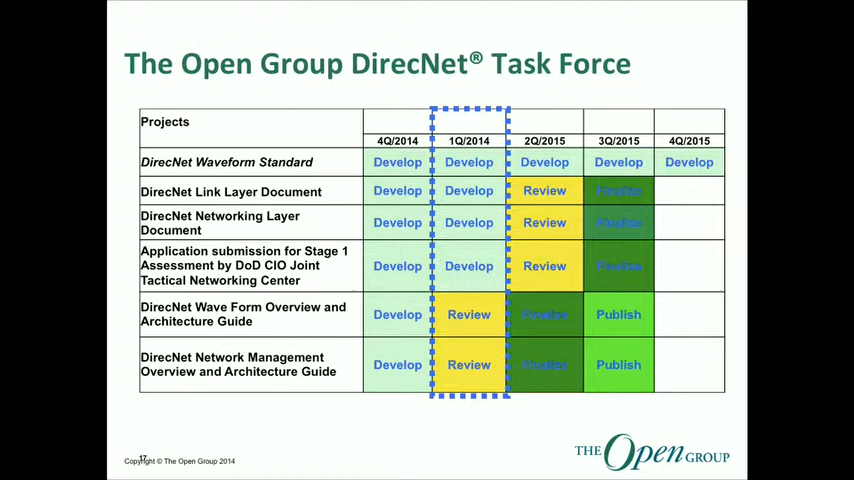 The Open Group DirecNet® Task Force
Projects
4Q/2014 1Q/2014 2Q/2015 3Q/2015 4Q/2015
DirecNet Waveform Standard Develop Develop Develop Develop Develop
DirecNet Link Layer Document Develop Develop Review Finalize
DirecNet Networking Layer
Document Develop Develop Review Finalize
Application submission for Stage 1
Assessment by DoD CIO Joint
Tactical Networking Center Develop Develop Review Finalize
DirecNet Wave Form Overview and
Architecture Guide Develop Review Finalize Publish
DirecNet Network Management
Overview and Architecture Guide Develop Review Finalize Publish
17
Copyright © The Open Group 2014
THE Open GROUP